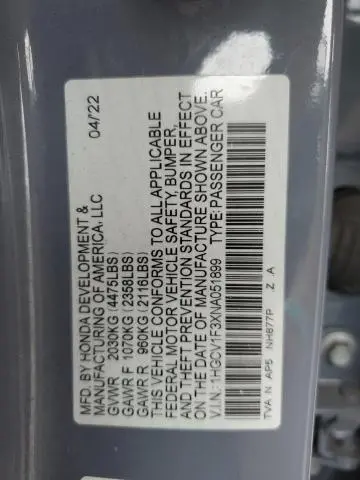 MFD. BY HONDA DEVELOPMENT &
MANUFACTURING OF AMERICA, LLC 04/22
GVWR 2030KG (4475LBS)
GAWR F 1070KG (2358LBS)
GAWR R 960KG (2116LBS)
THIS VEHICLE CONFORMS TO ALL APPLICABLE
FEDERAL MOTOR VEHICLE SAFETY, BUMPER,
AND THEFT PREVENTION STANDARDS IN EFFECT
ON THE DATE OF MANUFACTURE SHOWN ABOVE.
V.I.N.: 1HGCV1F3XNA051899 TYPE: PASSENGER CAR
TVA N AP5 NH877P Z A